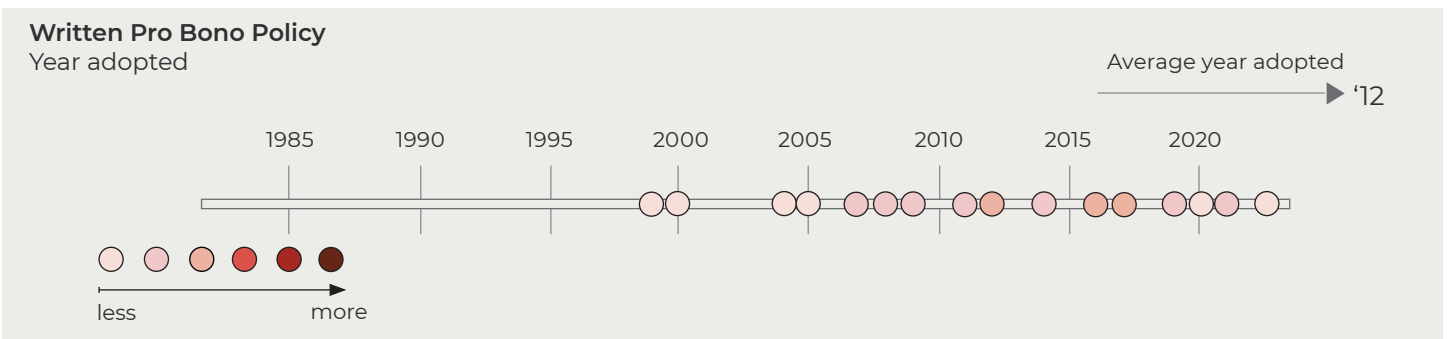 Written Pro Bono Policy
Year adopted
Average year adopted
‘12
1985 1990 1995 2000 2005 2010 2015 2020
less more